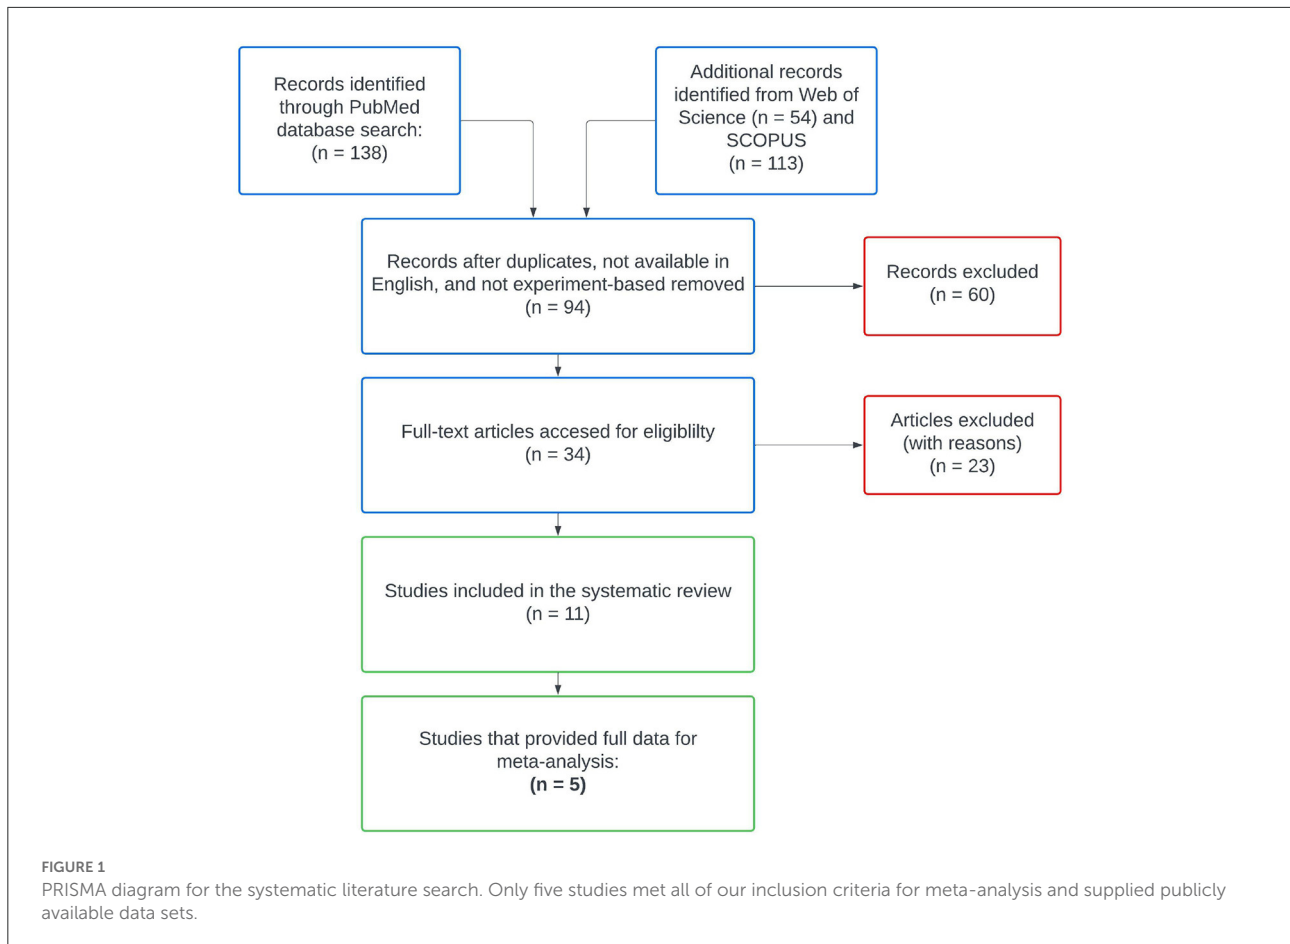 Records identified
through PubMed
database search:
(n = 138)
Additional records
identified from Web of
Science (n = 54) and
SCOPUS
(n = 113)
Records after duplicates, not available in
English, and not experiment-based removed
(n = 94)
Records excluded
(n = 60)
Full-text articles accesed for eligiblilty
(n = 34)
Articles excluded
(with reasons)
(n = 23)
Studies included in the systematic review
(n = 11)
Studies that provided full data for
meta-analysis:
(n = 5)
FIGURE 1
PRISMA diagram for the systematic literature search. Only five studies met all of our inclusion criteria for meta-analysis and supplied publicly
available data sets.